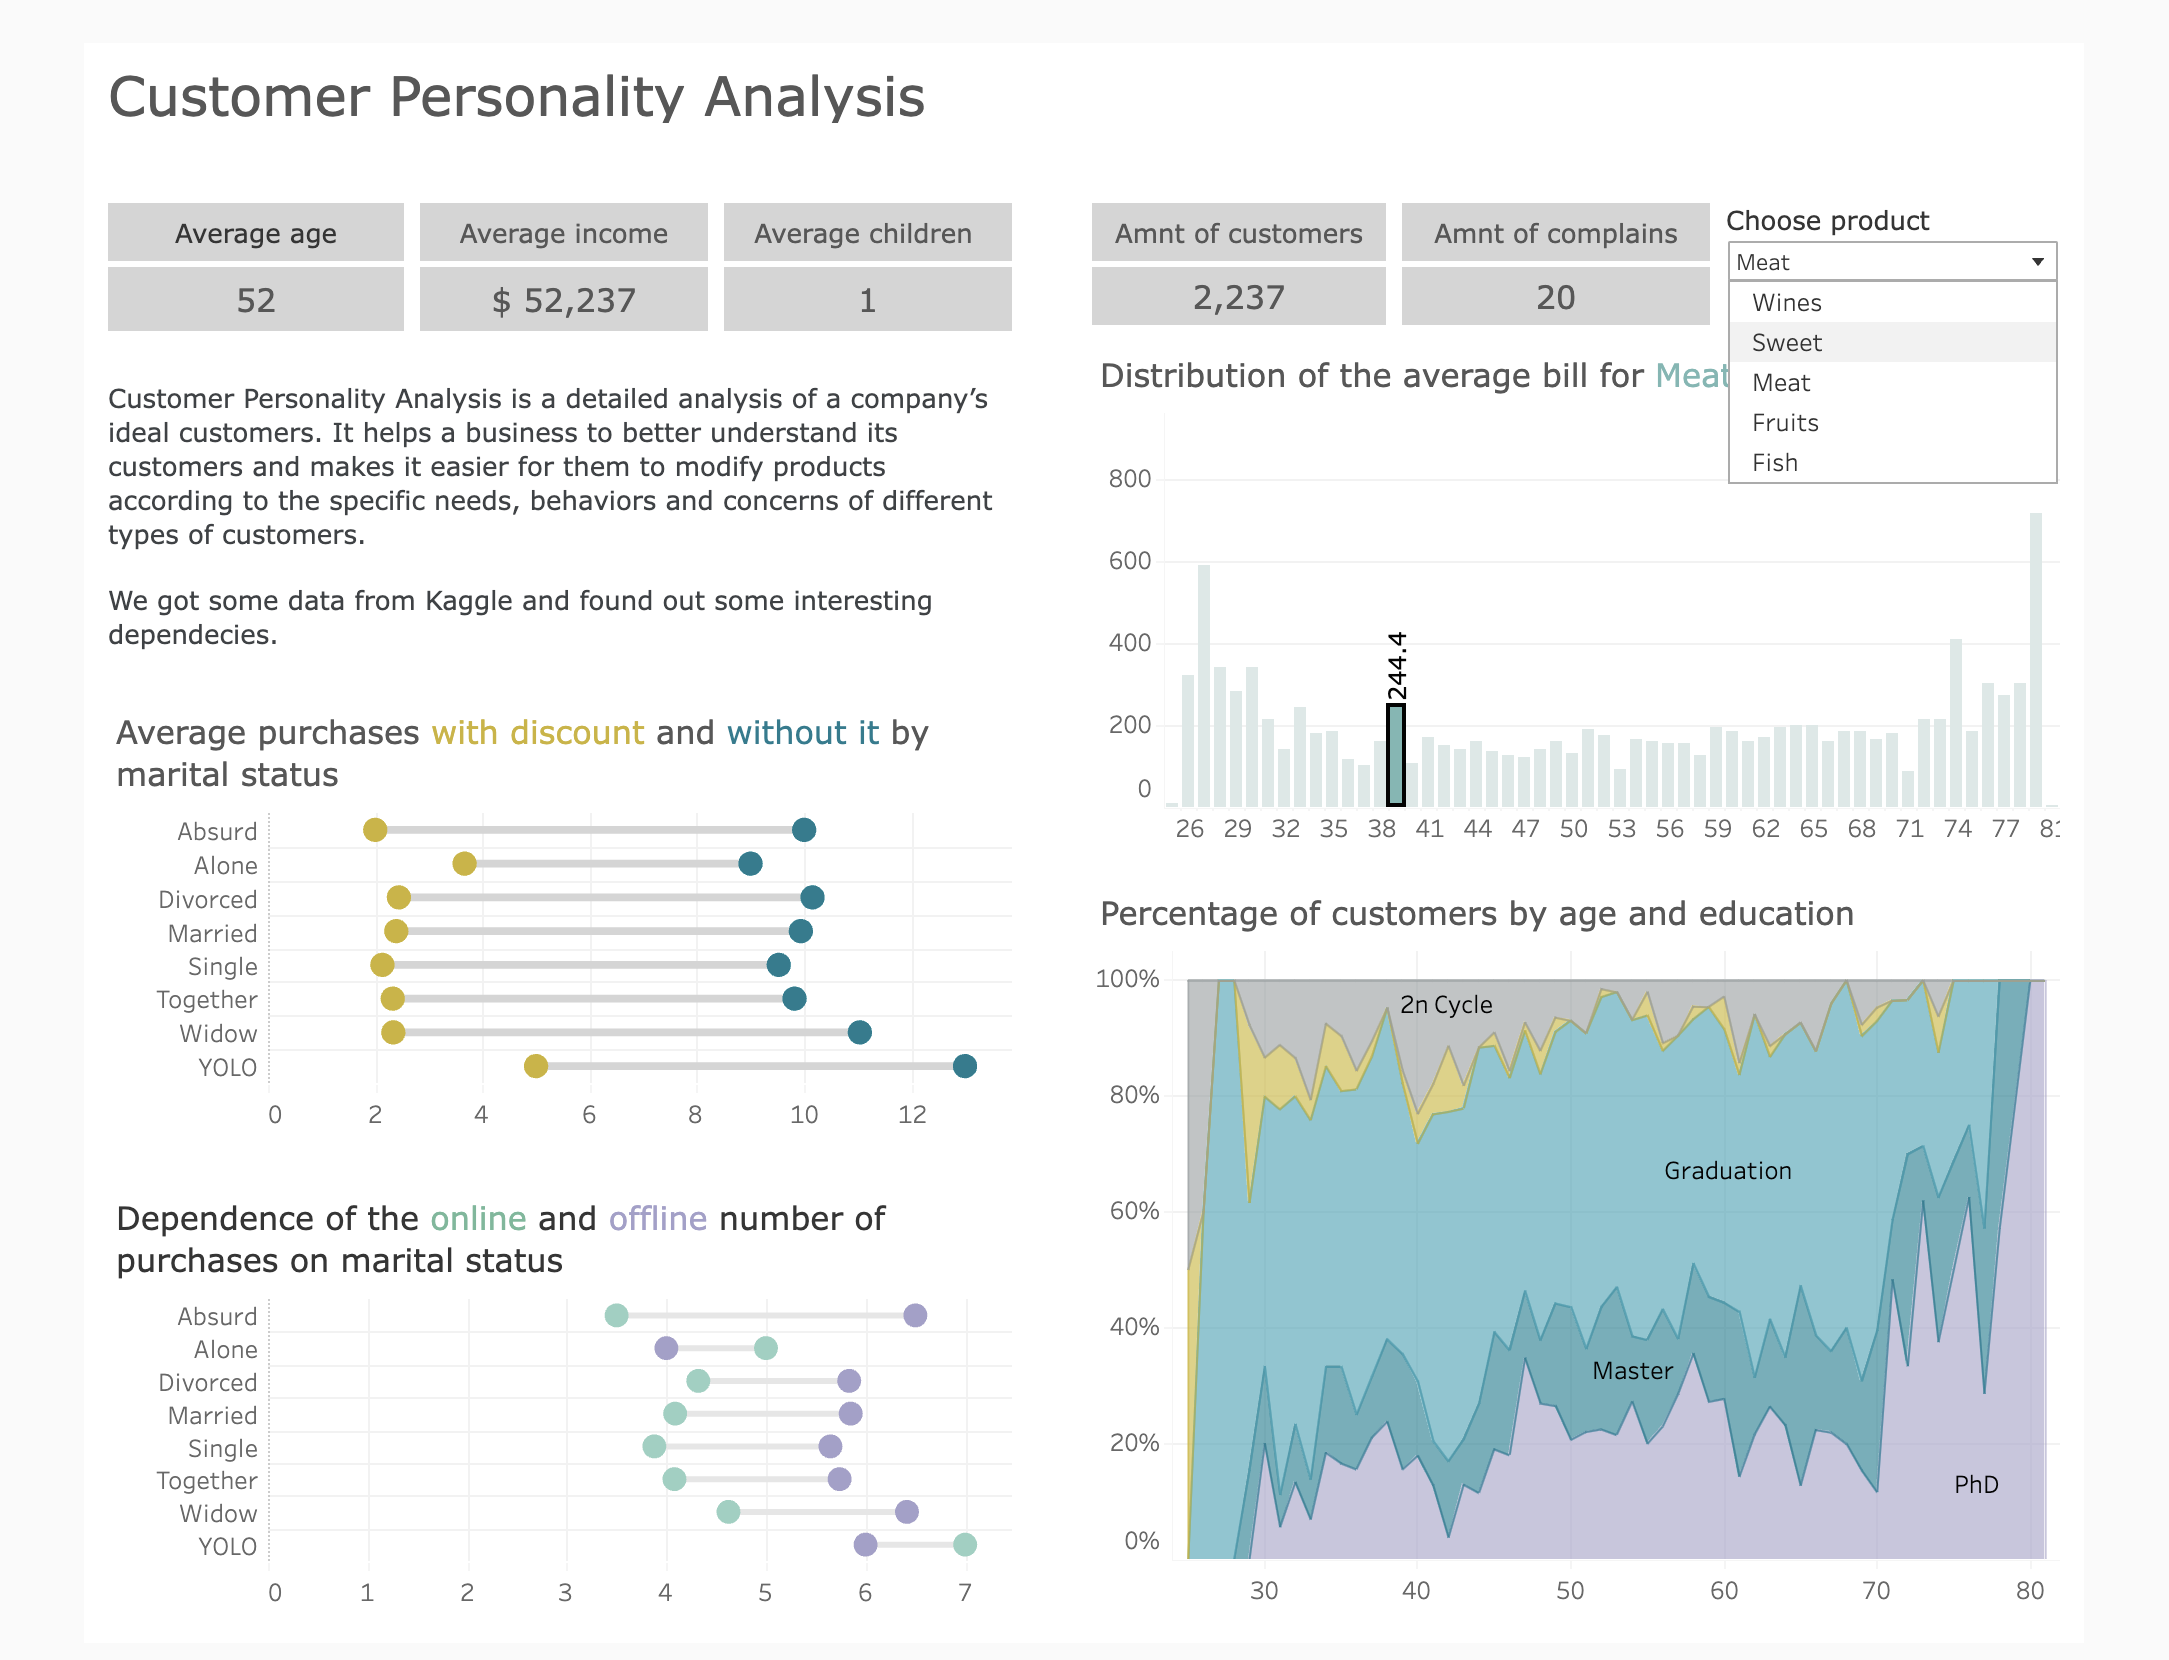 Customer Personality Analysis
Average age
Average income
Average children
52
$ 52,237
1
Amnt of customers
Amnt of complains
2,237
20
Choose product
Meat
Wines
Sweet
Meat
Fruits
Fish
Customer Personality Analysis is a detailed analysis of a company’s
ideal customers. It helps a business to better understand its
customers and makes it easier for them to modify products
according to the specific needs, behaviors and concerns of different
types of customers.
We got some data from Kaggle and found out some interesting
dependecies.
Average purchases with discount and without it by
marital status
Absurd
Alone
Divorced
Married
Single
Together
Widow
YOLO
0 2 4 6 8 10 12
Dependence of the online and offline number of
purchases on marital status
Absurd
Alone
Divorced
Married
Single
Together
Widow
YOLO
0 1 2 3 4 5 6 7
Distribution of the average bill for Meat
800
600
400
200
0
244.4
26 29 32 35 38 41 44 47 50 53 56 59 62 65 68 71 74 77 81
Percentage of customers by age and education
100%
80%
60%
40%
20%
0%
2n Cycle
Graduation
Master
PhD
30 40 50 60 70 80